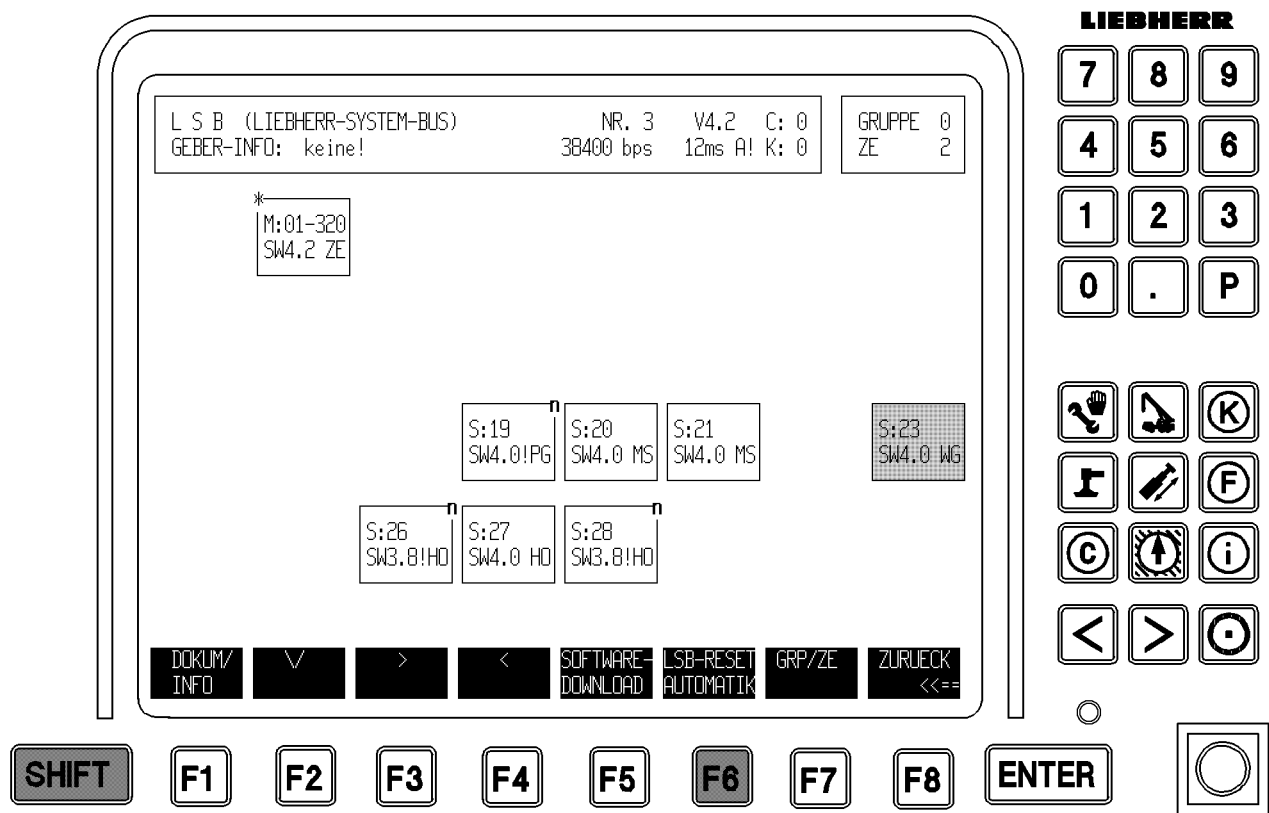 LIEBHERR
7 8 9
L S B (LIEBHERR-SYSTEM-BUS) NR. 3 V4.2 C: 0
GEBER-INFO: keine! 38400 bps 12ms A! K: 0
GRUPPE 0
ZE 2
4 5 6
*
M:01-320
SW4.2 ZE
1 2 3
0 . P
n
S:19
SW4.0!PG
S:20
SW4.0 MS
S:21
SW4.0 MS
S:23
SW4.0 WG
K
F
n
S:26
SW3.8!HO
S:27
SW4.0 HO
n
S:28
SW3.8!HO
C i
< >
DOKUM/
INFO
\/
>
<
SOFTWARE-
DOWNLOAD
LSB-RESET
AUTOMATIK
GRP/ZE
ZURUECK
<<==
SHIFT F1 F2 F3 F4 F5 F6 F7 F8 ENTER